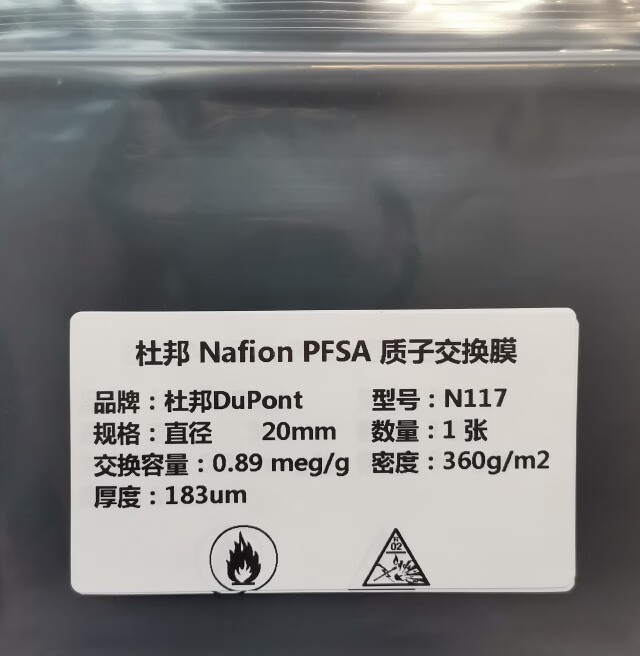 杜邦 Nafion PFSA 质子交换膜
品牌：杜邦DuPont 型号：N117
规格：直径 20mm 数量：1 张
交换容量：0.89 meg/g 密度：360g/m2
厚度：183um
02